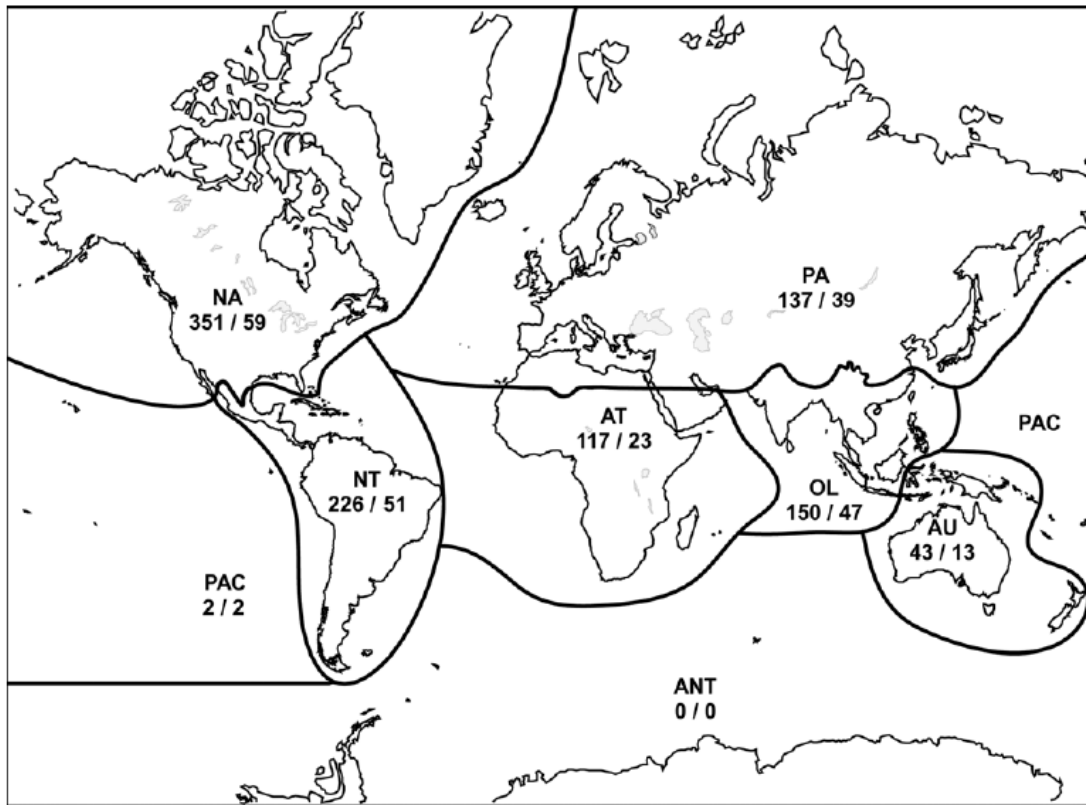 PA
137 / 39
NA
351 / 59
AT
117 / 23
PAC
NT
226 / 51
OL
150 / 47
AU
43 / 13
PAC
2 / 2
ANT
0 / 0